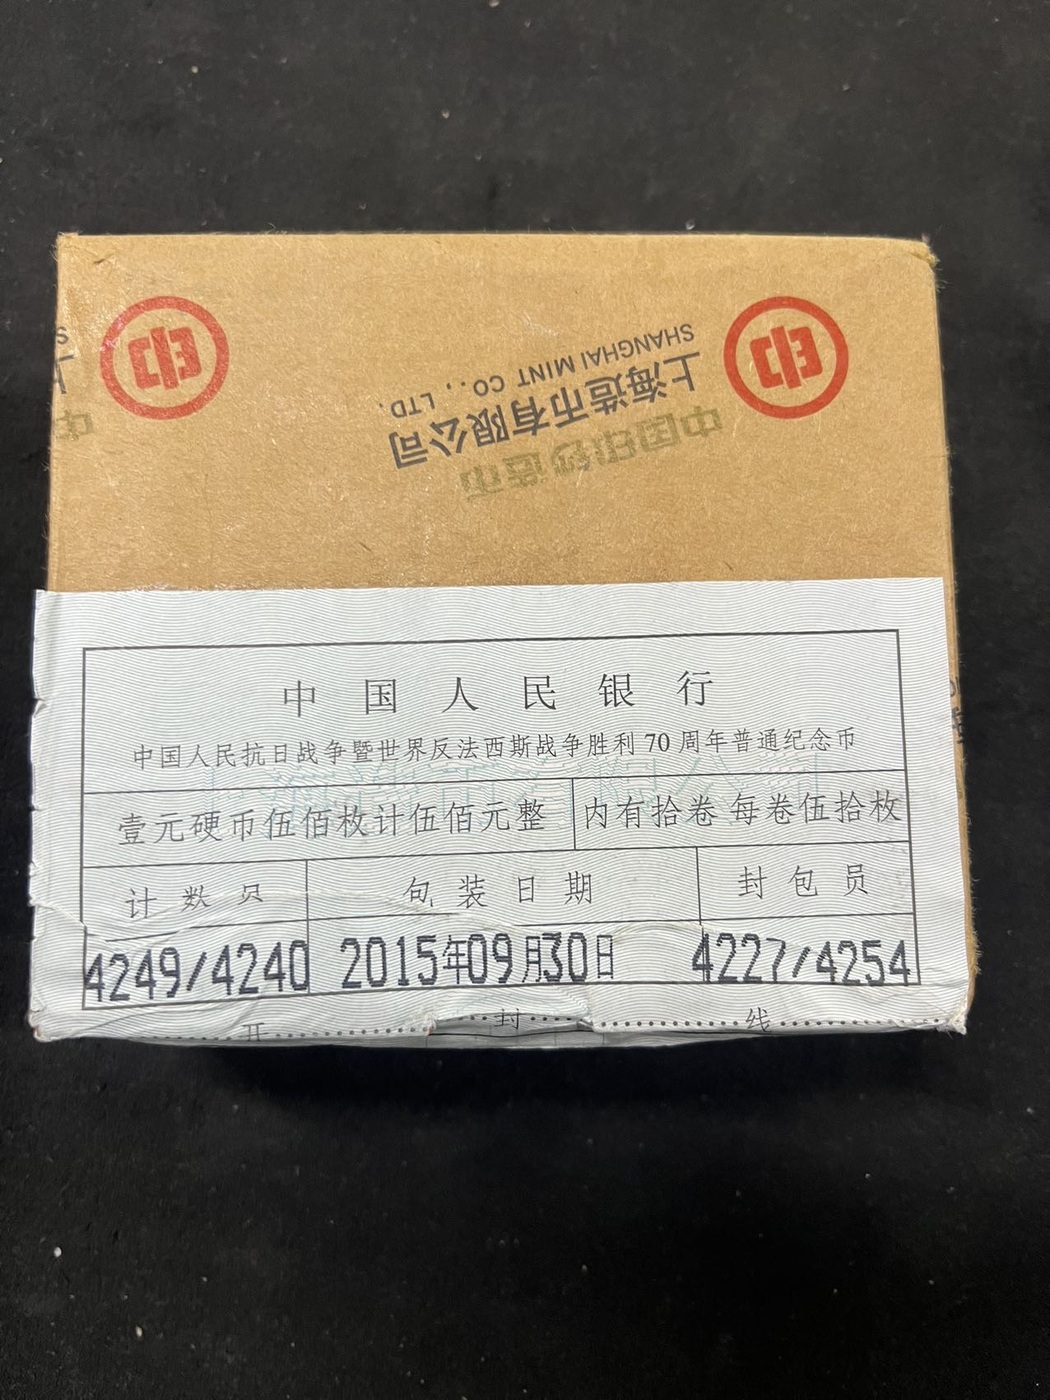 SHANGHAI MINT CO., LTD.
上海造币有限公司
中国印钞造币
中国人民银行
中国人民抗日战争暨世界反法西斯战争胜利70周年普通纪念币
壹元硬币伍佰枚计伍佰元整 内有拾卷 每卷伍拾枚
计数员 包装日期 封包员
4249/4240 2015年09月30日 4227/4254
开 封 线